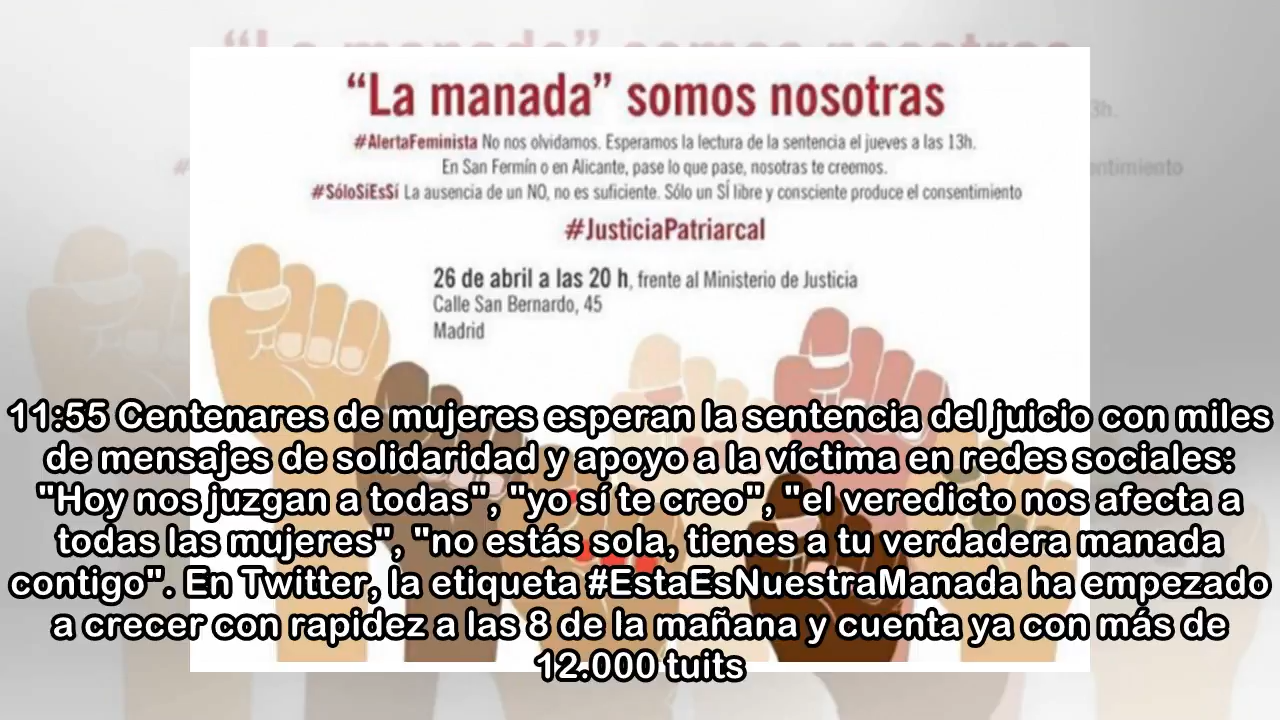 “La manada” somos nosotras
#AlertaFeminista No nos olvidamos. Esperamos la lectura de la sentencia el jueves a las 13h.
En San Fermín o en Alicante, pase lo que pase, nosotras te creemos.
#SóloSíEsSí La ausencia de un NO, no es suficiente. Sólo un SÍ libre y consciente produce el consentimiento
#JusticiaPatriarcal
26 de abril a las 20 h, frente al Ministerio de Justicia
Calle San Bernardo, 45
Madrid
11:55 Centenares de mujeres esperan la sentencia del juicio con miles
de mensajes de solidaridad y apoyo a la víctima en redes sociales:
"Hoy nos juzgan a todas", "yo sí te creo", "el veredicto nos afecta a
todas las mujeres", "no estás sola, tienes a tu verdadera manada
contigo". En Twitter, la etiqueta #EstaEsNuestraManada ha empezado
a crecer con rapidez a las 8 de la mañana y cuenta ya con más de
12.000 tuits